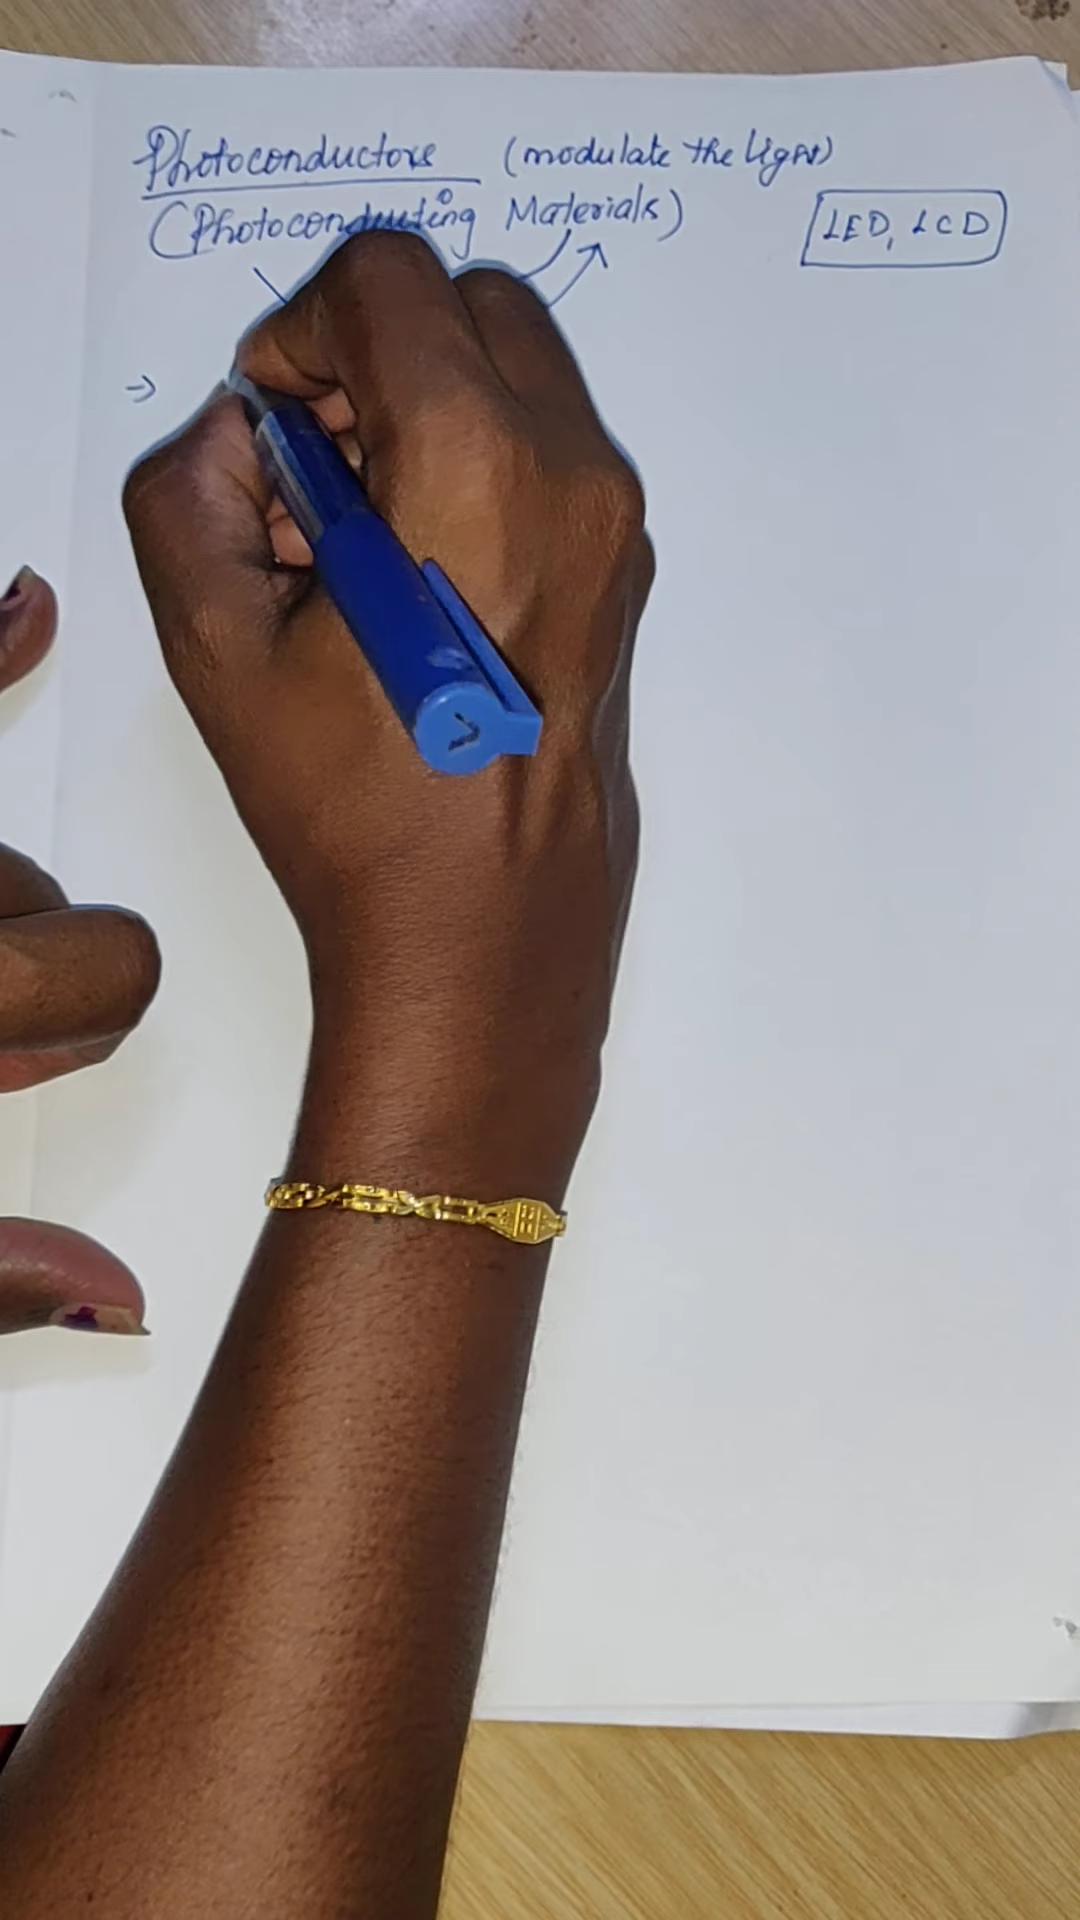 Photoconductors (modulate the light)
(Photoconducting Materials)
LED, LCD
→